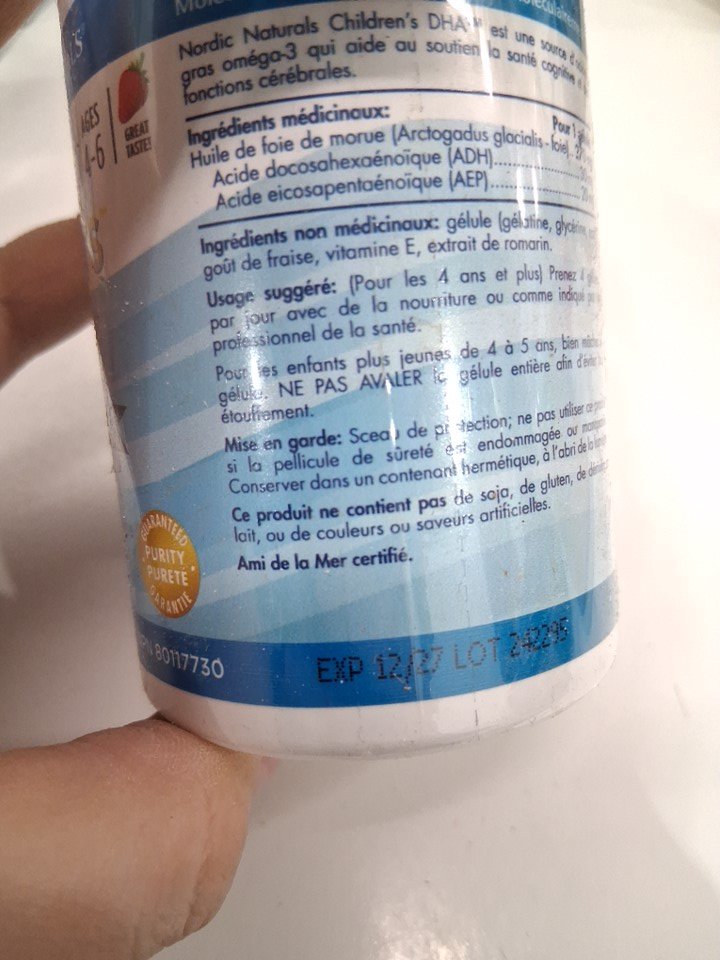 Nordic Naturals Children's DHA™ est une source d'
gras oméga-3 qui aide au soutien la santé cognitive et
fonctions cérébrales.
AGES
4-6
GREAT
TASTE!
Ingrédients médicinaux: Pour 1
Huile de foie de morue (Arctogadus glacialis - foie)
Acide docosahexaénoïque (ADH)
Acide eicosapentaénoïque (AEP)
Ingrédients non médicinaux: gélule (gélatine, glycérine,
goût de fraise, vitamine E, extrait de romarin.
Usage suggéré: (Pour les 4 ans et plus) Prenez 4
par jour avec de la nourriture ou comme indiqué
professionnel de la santé.
Pour les enfants plus jeunes de 4 à 5 ans, bien
gélule. NE PAS AVALER la gélule entière afin d'éviter
étouffement.
Mise en garde: Sceau de protection; ne pas utiliser ce
si la pellicule de sûreté est endommagée ou
Conserver dans un contenant hermétique, à l'abri de la
Ce produit ne contient pas de soja, de gluten, de
lait, ou de couleurs ou saveurs artificielles.
Ami de la Mer certifié.
GUARANTEED
PURITY
PURETÉ
GARANTIE
NPN 80117730
EXP 12/27 LOT 242295